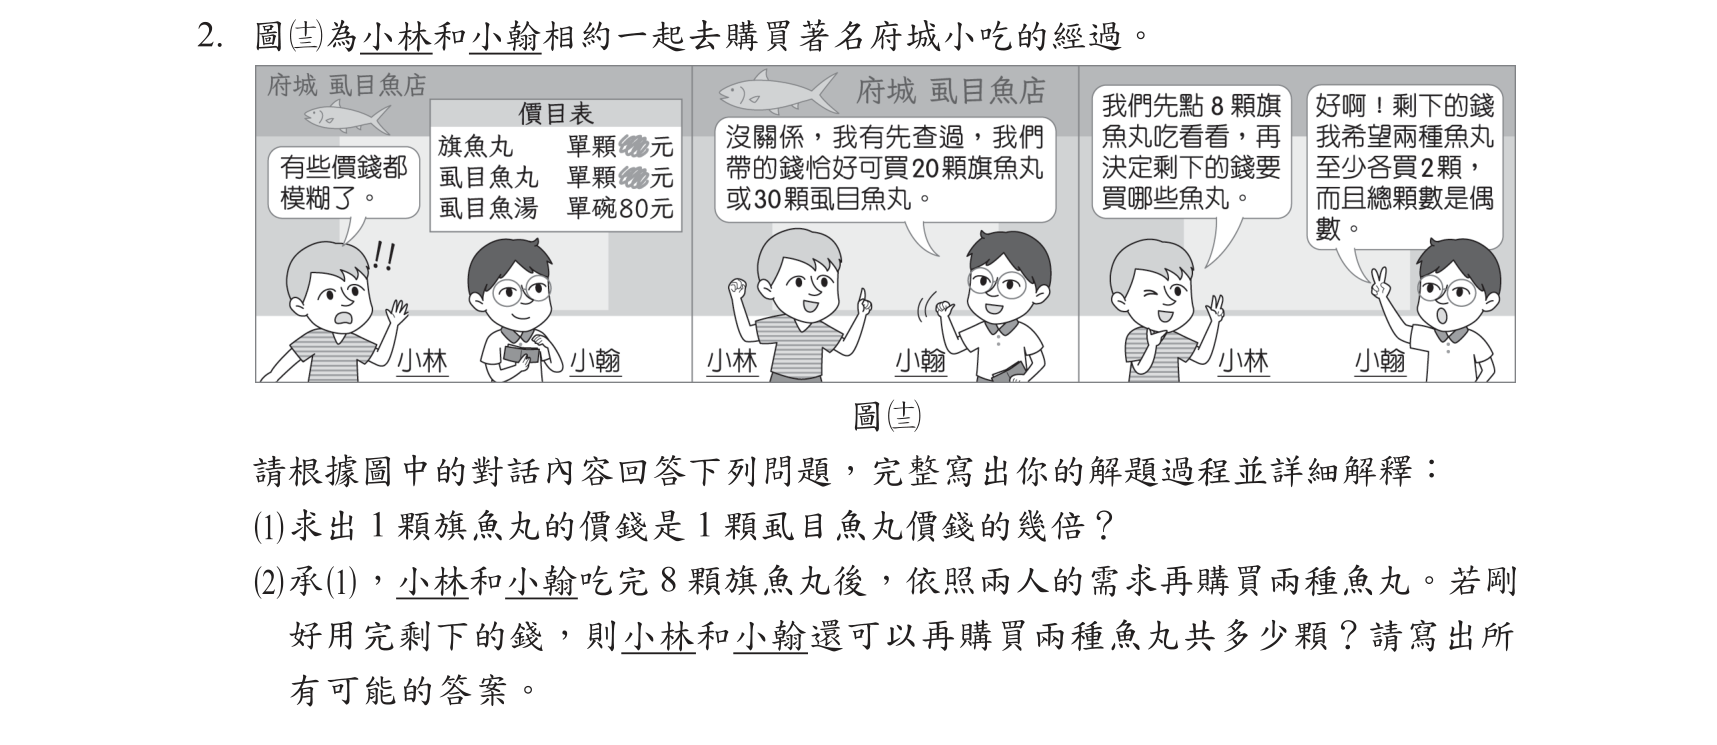 2. 圖(十三)為小林和小翰相約一起去購買著名府城小吃的經過。
府城 虱目魚店
價目表
旗魚丸 單顆 元
虱目魚丸 單顆 元
虱目魚湯 單碗80元
有些價錢都
模糊了。
小林
小翰
府城 虱目魚店
沒關係，我有先查過，我們
帶的錢恰好可買20顆旗魚丸
或30顆虱目魚丸。
小林
小翰
我們先點8顆旗
魚丸吃看看，再
決定剩下的錢要
買哪些魚丸。
好啊！剩下的錢
我希望兩種魚丸
至少各買2顆，
而且總顆數是偶
數。
!!
小林
小翰
圖(十三)
請根據圖中的對話內容回答下列問題，完整寫出你的解題過程並詳細解釋：
(1)求出1顆旗魚丸的價錢是1顆虱目魚丸價錢的幾倍？
(2)承(1)，小林和小翰吃完8顆旗魚丸後，依照兩人的需求再購買兩種魚丸。若剛
好用完剩下的錢，則小林和小翰還可以再購買兩種魚丸共多少顆？請寫出所
有可能的答案。